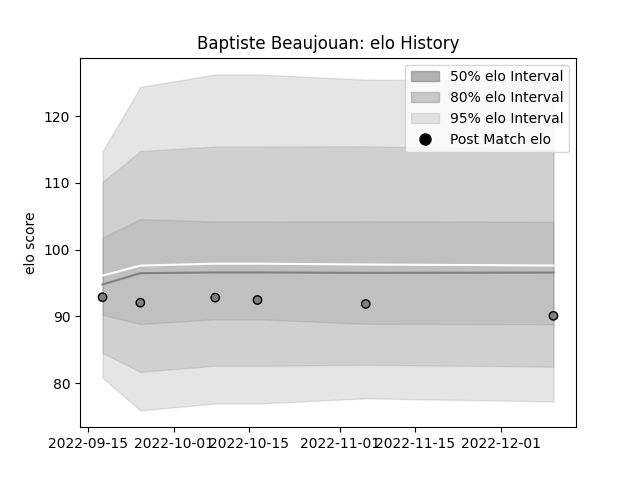 Baptiste Beaujouan: elo History
50% elo Interval
80% elo Interval
95% elo Interval
Post Match elo
elo score
120
110
100
90
80
2022-09-15 2022-10-01 2022-10-15 2022-11-01 2022-11-15 2022-12-01